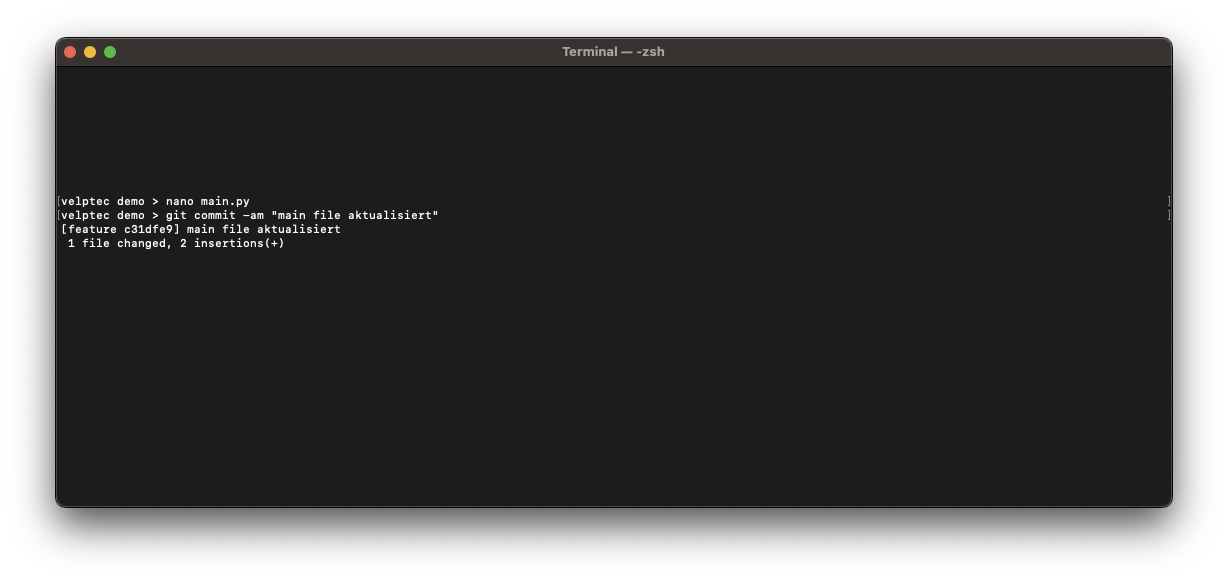 Terminal — -zsh
[velptec demo > nano main.py ]
[velptec demo > git commit -am "main file aktualisiert" ]
[feature c31dfe9] main file aktualisiert
1 file changed, 2 insertions(+)